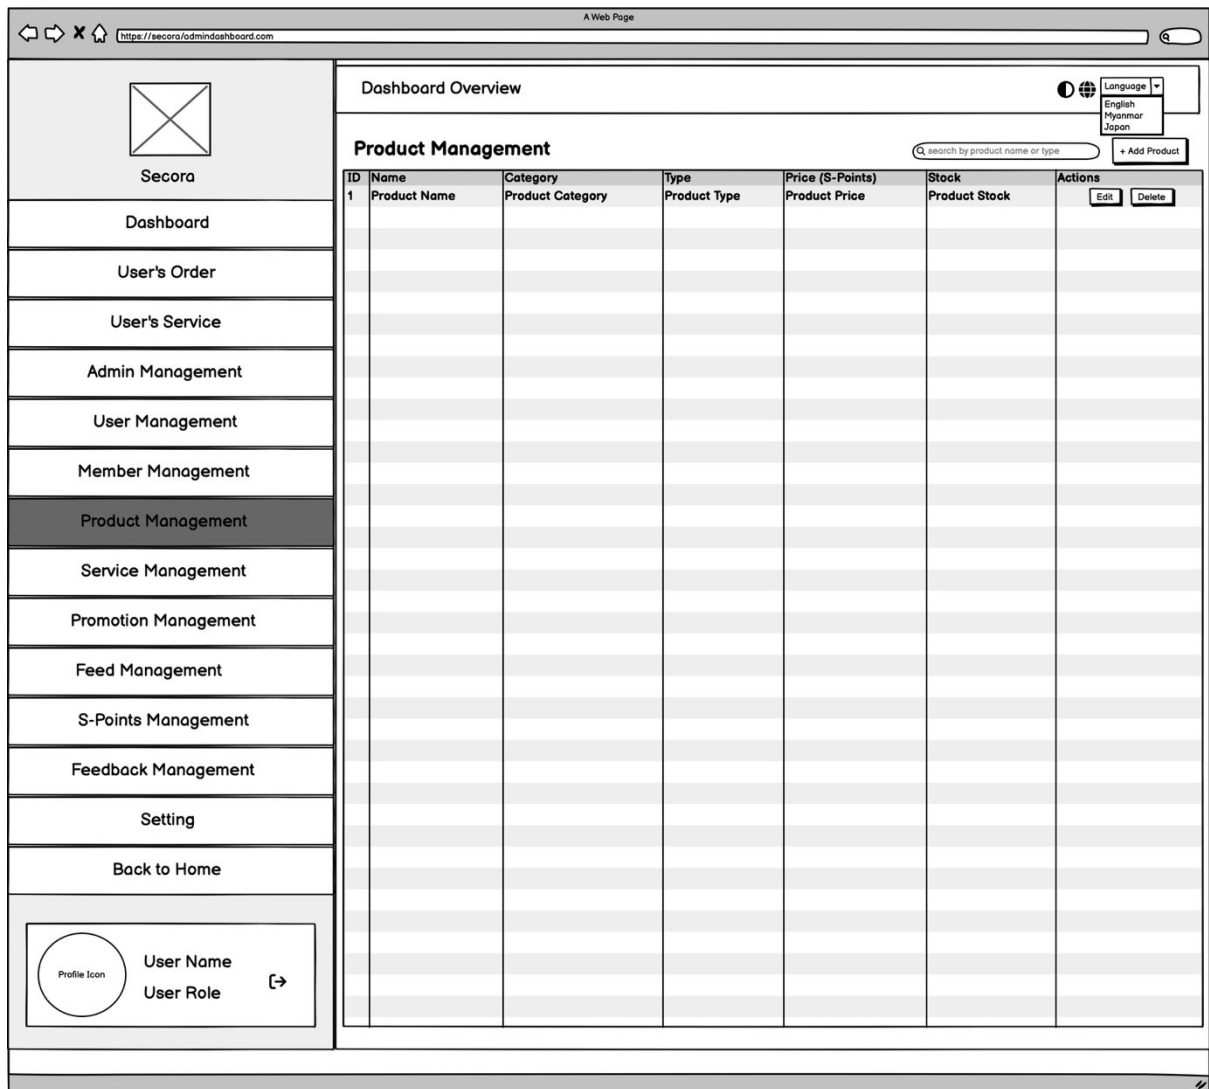 A Web Page
https://secora/admindashboard.com
Secora
Dashboard
User's Order
User's Service
Admin Management
User Management
Member Management
Product Management
Service Management
Promotion Management
Feed Management
S-Points Management
Feedback Management
Setting
Back to Home
Profile Icon
User Name
User Role
Dashboard Overview
Language
English
Myanmar
Japan
Product Management
search by product name or type
+ Add Product
ID Name Category Type Price (S-Points) Stock Actions
1 Product Name Product Category Product Type Product Price Product Stock Edit Delete